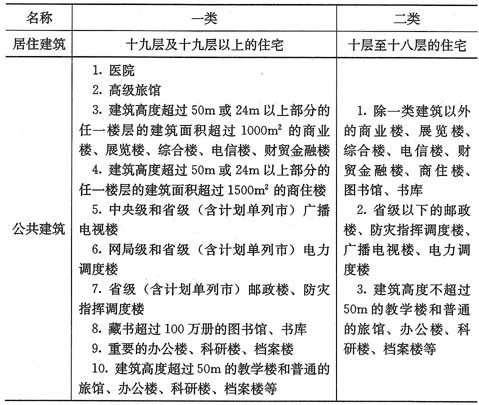 名称 一类 二类
居住建筑 十九层及十九层以上的住宅 十层至十八层的住宅
公共建筑
1. 医院
2. 高级旅馆
3. 建筑高度超过 50m 或 24m 以上部分的
任一楼层的建筑面积超过 1000m² 的商业
楼、展览楼、综合楼、电信楼、财贸金融楼
4. 建筑高度超过 50m 或 24m 以上部分的
任一楼层的建筑面积超过 1500m² 的商住楼
5. 中央级和省级（含计划单列市）广播
电视楼
6. 网局级和省级（含计划单列市）电力
调度楼
7. 省级（含计划单列市）邮政楼、防灾
指挥调度楼
8. 藏书超过 100 万册的图书馆、书库
9. 重要的办公楼、科研楼、档案楼
10. 建筑高度超过 50m 的教学楼和普通的
旅馆、办公楼、科研楼、档案楼等
1. 除一类建筑以外
的商业楼、展览楼、
综合楼、电信楼、财
贸金融楼、商住楼、
图书馆、书库
2. 省级以下的邮政
楼、防灾指挥调度楼、
广播电视楼、电力调
度楼
3. 建筑高度不超过
50m 的教学楼和普通
的旅馆、办公楼、科
研楼、档案楼等